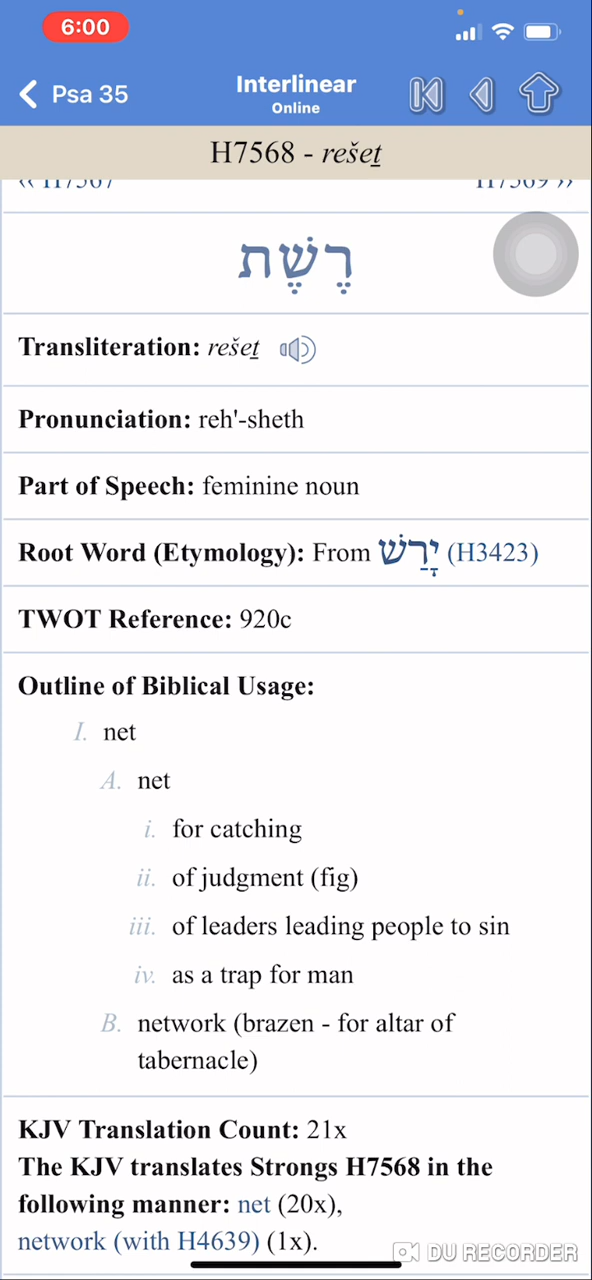 6:00
Psa 35
Interlinear
Online
H7568 - rešeṯ
‹‹ H7567 H7569 ››
רֶשֶׁת
Transliteration: rešeṯ
Pronunciation: reh'-sheth
Part of Speech: feminine noun
Root Word (Etymology): From יָרַשׁ (H3423)
TWOT Reference: 920c
Outline of Biblical Usage:
I. net
A. net
i. for catching
ii. of judgment (fig)
iii. of leaders leading people to sin
iv. as a trap for man
B. network (brazen - for altar of
tabernacle)
KJV Translation Count: 21x
The KJV translates Strongs H7568 in the
following manner: net (20x),
network (with H4639) (1x).
DU RECORDER